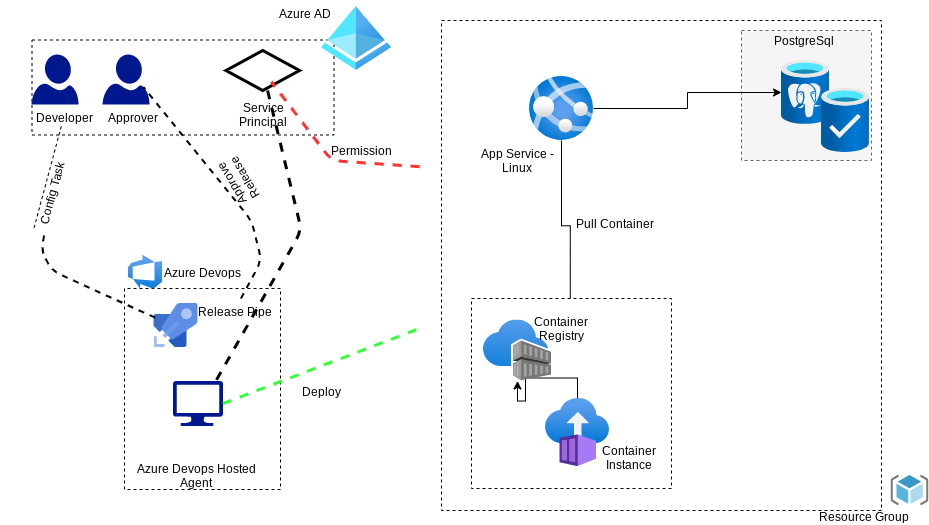 Azure AD
Developer
Approver
Service
Principal
Permission
Config Task
Approve
Release
Azure Devops
Release Pipe
Deploy
Azure Devops Hosted
Agent
PostgreSql
App Service -
Linux
Pull Container
Container
Registry
Container
Instance
Resource Group